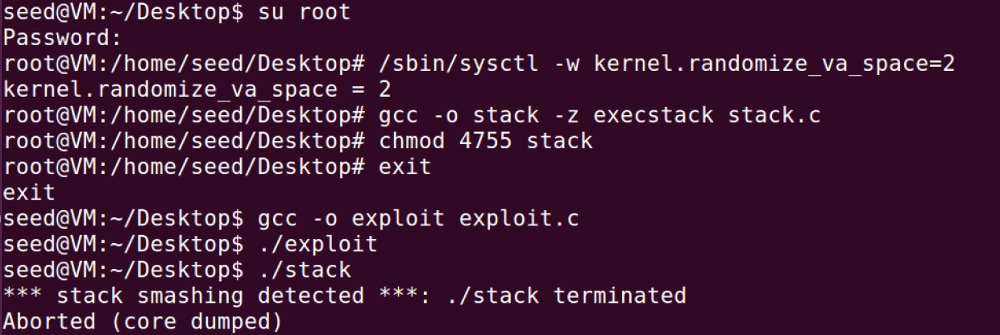 seed@VM:~/Desktop$ su root
Password:
root@VM:/home/seed/Desktop# /sbin/sysctl -w kernel.randomize_va_space=2
kernel.randomize_va_space = 2
root@VM:/home/seed/Desktop# gcc -o stack -z execstack stack.c
root@VM:/home/seed/Desktop# chmod 4755 stack
root@VM:/home/seed/Desktop# exit
exit
seed@VM:~/Desktop$ gcc -o exploit exploit.c
seed@VM:~/Desktop$ ./exploit
seed@VM:~/Desktop$ ./stack
*** stack smashing detected ***: ./stack terminated
Aborted (core dumped)